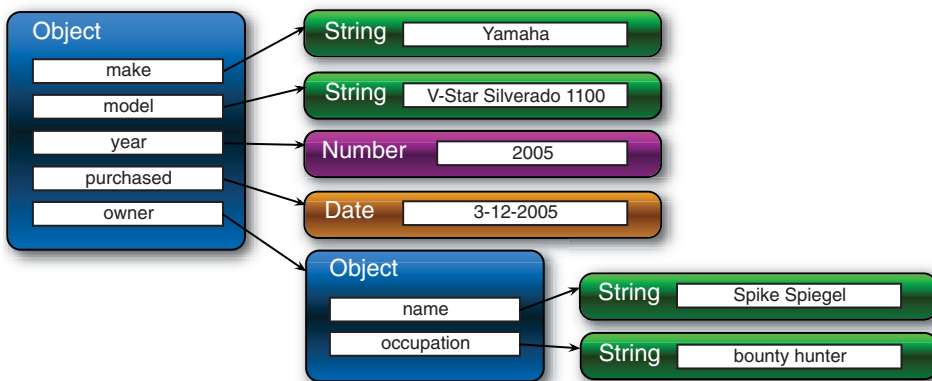 Object
make
model
year
purchased
owner
String Yamaha
String V-Star Silverado 1100
Number 2005
Date 3-12-2005
Object
name
occupation
String Spike Spiegel
String bounty hunter